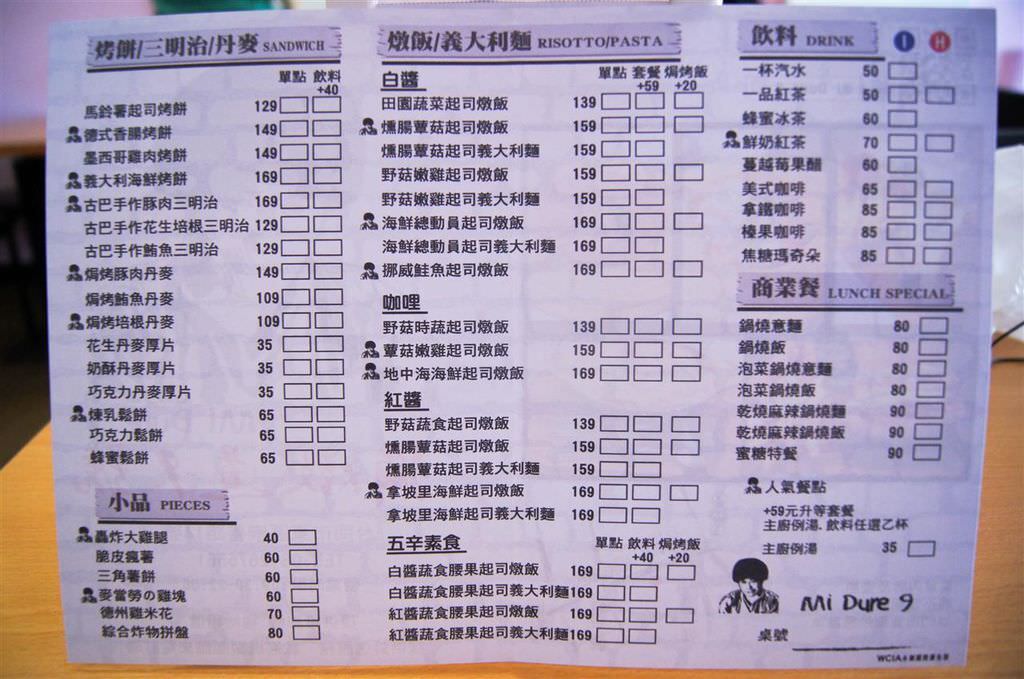 烤餅/三明治/丹麥 SANDWICH
單點 飲料
+40
馬鈴薯起司烤餅 129
德式香腸烤餅 149
墨西哥雞肉烤餅 149
義大利海鮮烤餅 169
古巴手作豚肉三明治 169
古巴手作花生培根三明治 129
古巴手作鮪魚三明治 129
焗烤豚肉丹麥 149
焗烤鮪魚丹麥 109
焗烤培根丹麥 109
花生丹麥厚片 35
奶酥丹麥厚片 35
巧克力丹麥厚片 35
煉乳鬆餅 65
巧克力鬆餅 65
蜂蜜鬆餅 65
小品 PIECES
轟炸大雞腿 40
脆皮瘋薯 60
三角薯餅 60
麥當勞の雞塊 60
德州雞米花 70
綜合炸物拼盤 80
燉飯/義大利麵 RISOTTO/PASTA
單點 套餐 焗烤飯
+59 +20
白醬
田園蔬菜起司燉飯 139
燻腸蕈菇起司燉飯 159
燻腸蕈菇起司義大利麵 159
野菇嫩雞起司燉飯 159
野菇嫩雞起司義大利麵 159
海鮮總動員起司燉飯 169
海鮮總動員起司義大利麵 169
挪威鮭魚起司燉飯 169
咖哩
野菇時蔬起司燉飯 139
蕈菇嫩雞起司燉飯 159
地中海海鮮起司燉飯 169
紅醬
野菇蔬食起司燉飯 139
燻腸蕈菇起司燉飯 159
燻腸蕈菇起司義大利麵 159
拿坡里海鮮起司燉飯 169
拿坡里海鮮起司義大利麵 169
五辛素食
單點 飲料 焗烤飯
+40 +20
白醬蔬食腰果起司燉飯 169
白醬蔬食腰果起司義大利麵 169
紅醬蔬食腰果起司燉飯 169
紅醬蔬食腰果起司義大利麵 169
飲料 DRINK I H
一杯汽水 50
一品紅茶 50
蜂蜜冰茶 60
鮮奶紅茶 70
蔓越莓果醋 60
美式咖啡 65
拿鐵咖啡 85
榛果咖啡 85
焦糖瑪奇朵 85
商業餐 LUNCH SPECIAL
鍋燒意麵 80
鍋燒飯 80
泡菜鍋燒意麵 80
泡菜鍋燒飯 80
乾燒麻辣鍋燒麵 90
乾燒麻辣鍋燒飯 90
蜜糖特餐 90
人氣餐點
+59元升等套餐
主廚例湯. 飲料任選乙杯
主廚例湯 35
Mi Dyre 9
桌號
WCIA